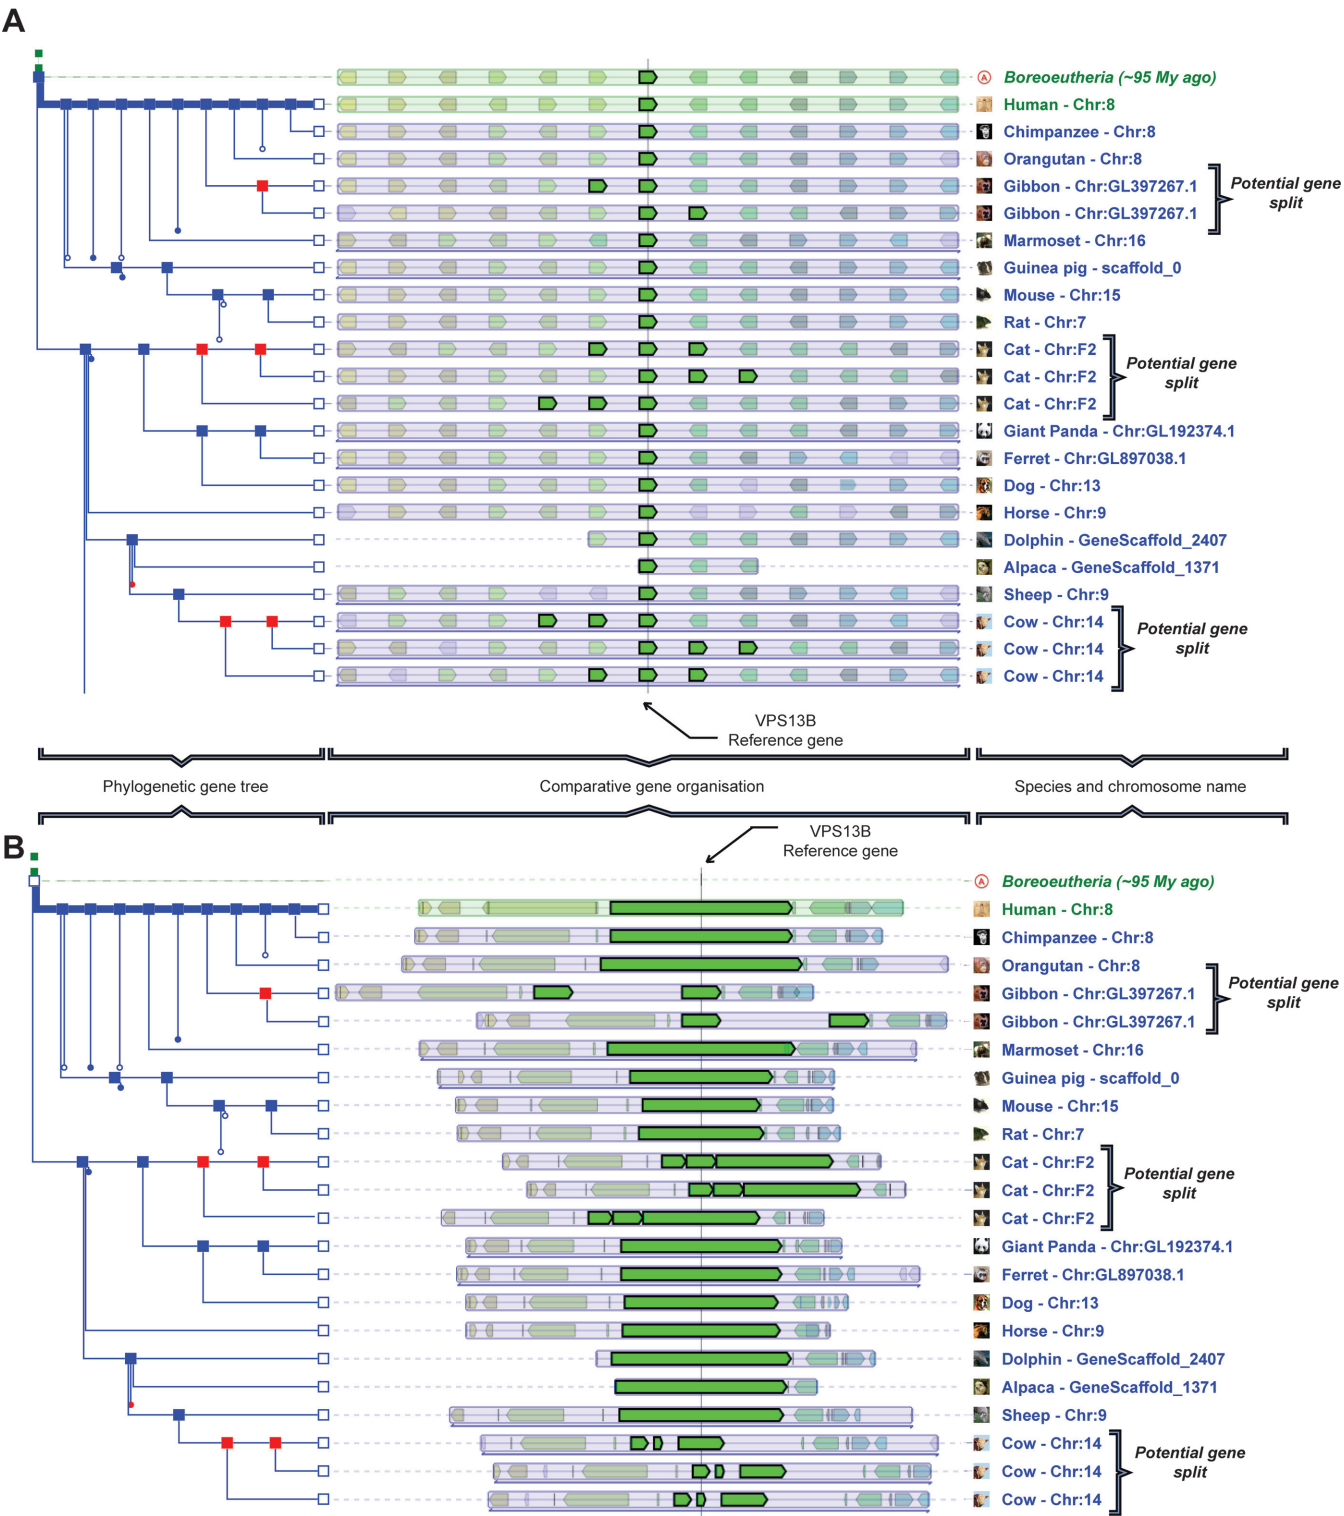 A
Boreoeutheria (~95 My ago)
Human - Chr:8
Chimpanzee - Chr:8
Orangutan - Chr:8
Gibbon - Chr:GL397267.1
Gibbon - Chr:GL397267.1
Potential gene
split
Marmoset - Chr:16
Guinea pig - scaffold_0
Mouse - Chr:15
Rat - Chr:7
Cat - Chr:F2
Cat - Chr:F2
Cat - Chr:F2
Potential gene
split
Giant Panda - Chr:GL192374.1
Ferret - Chr:GL897038.1
Dog - Chr:13
Horse - Chr:9
Dolphin - GeneScaffold_2407
Alpaca - GeneScaffold_1371
Sheep - Chr:9
Cow - Chr:14
Cow - Chr:14
Cow - Chr:14
Potential gene
split
VPS13B
Reference gene
Phylogenetic gene tree
Comparative gene organisation
Species and chromosome name
VPS13B
Reference gene
B
Boreoeutheria (~95 My ago)
Human - Chr:8
Chimpanzee - Chr:8
Orangutan - Chr:8
Gibbon - Chr:GL397267.1
Gibbon - Chr:GL397267.1
Potential gene
split
Marmoset - Chr:16
Guinea pig - scaffold_0
Mouse - Chr:15
Rat - Chr:7
Cat - Chr:F2
Cat - Chr:F2
Cat - Chr:F2
Potential gene
split
Giant Panda - Chr:GL192374.1
Ferret - Chr:GL897038.1
Dog - Chr:13
Horse - Chr:9
Dolphin - GeneScaffold_2407
Alpaca - GeneScaffold_1371
Sheep - Chr:9
Cow - Chr:14
Cow - Chr:14
Cow - Chr:14
Potential gene
split